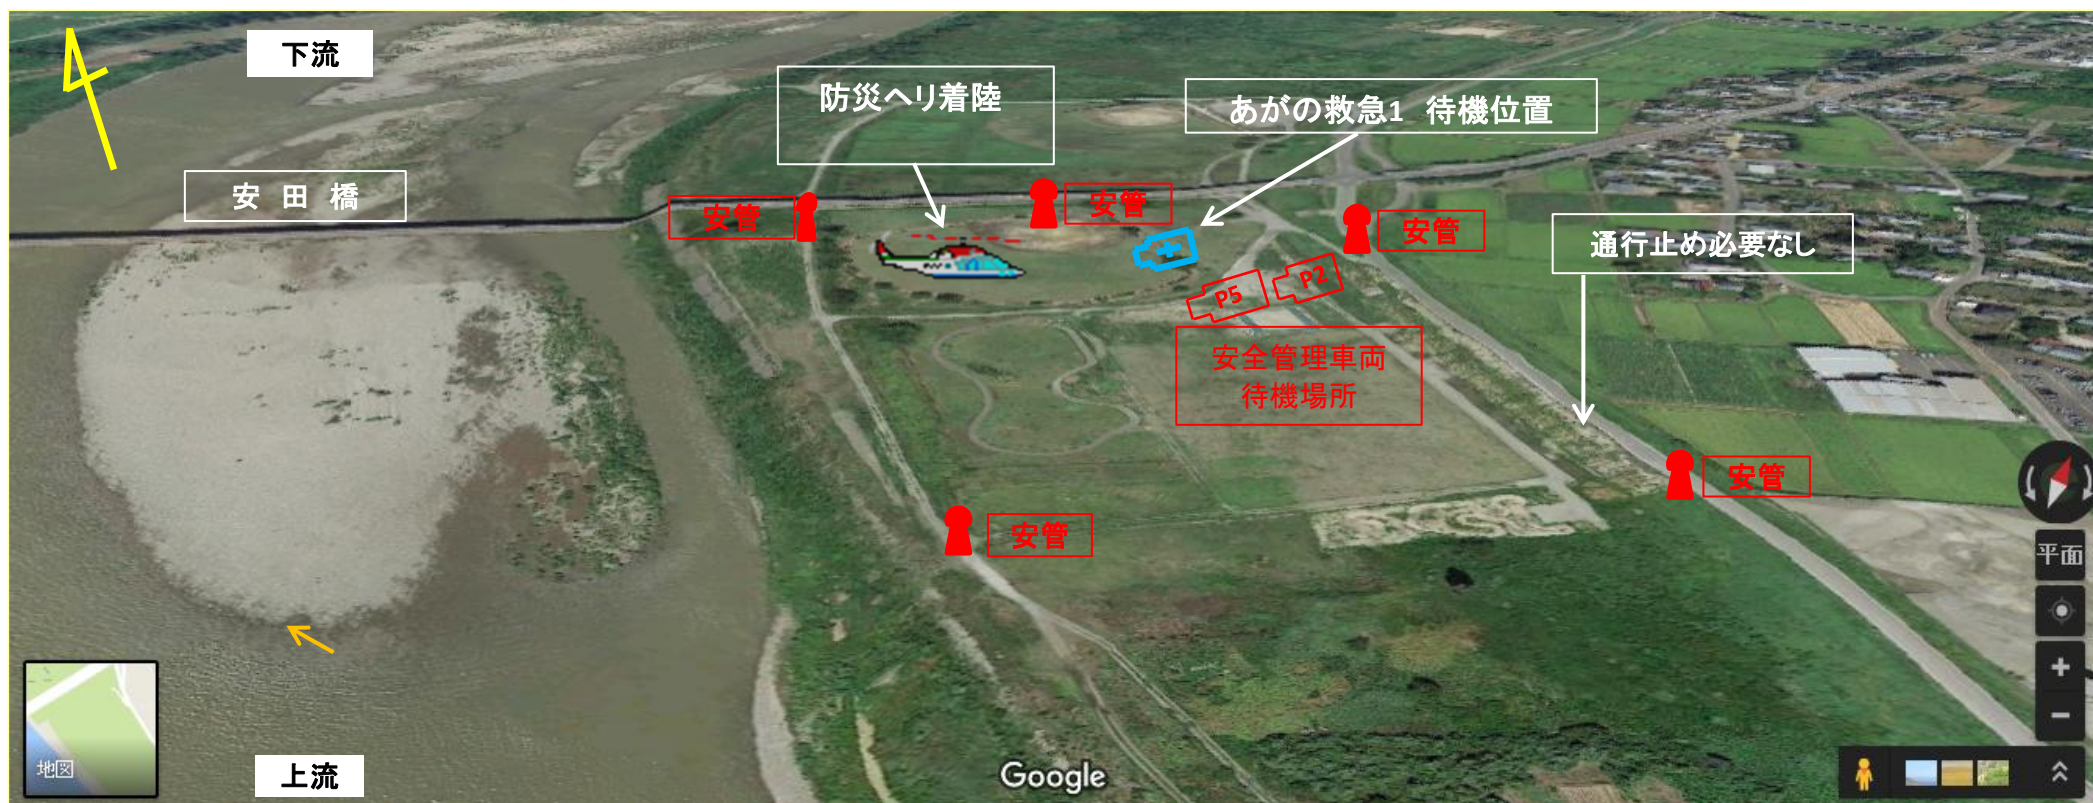 下流
防災ヘリ着陸
あがの救急1 待機位置
安 田 橋
安管
安管
安管
通行止め必要なし
P5
P2
安全管理車両
待機場所
安管
安管
平面
地図
上流
Google